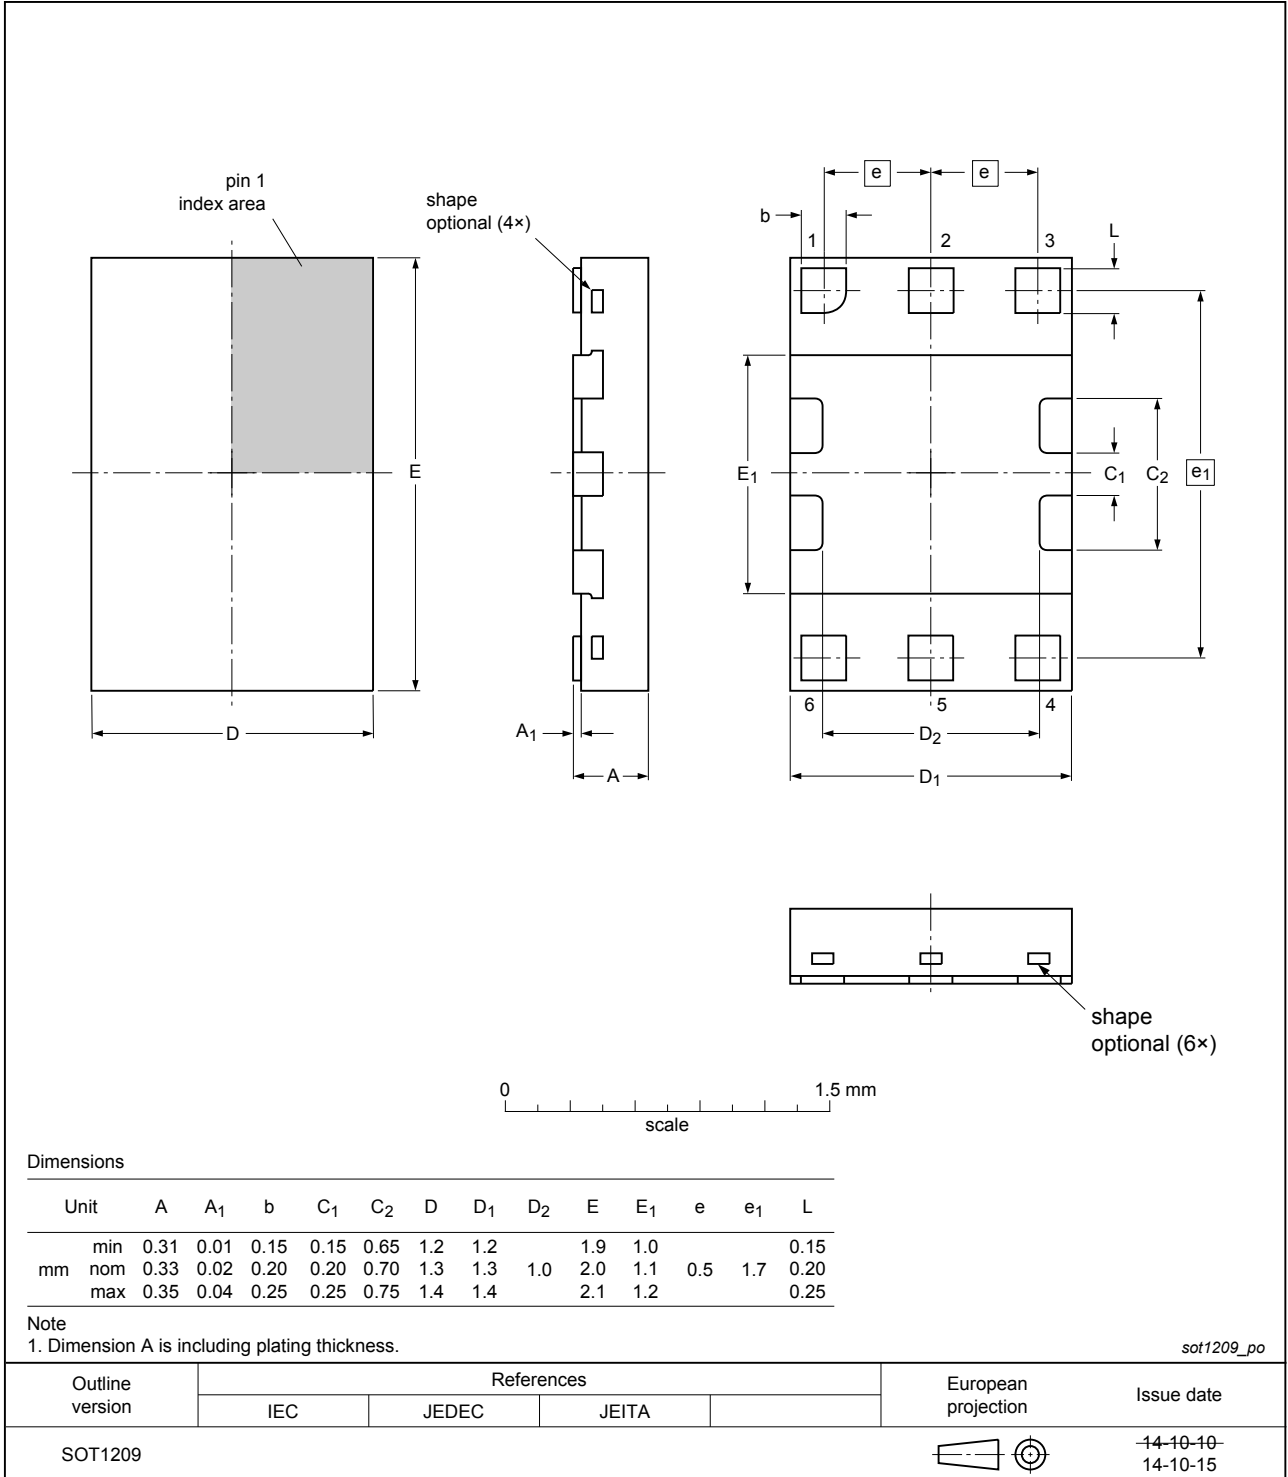 pin 1
index area
shape
optional (4×)
e
e
b
1
2
3
L
E
E1
C1
C2
e1
6
5
4
D
A1
A
D2
D1
shape
optional (6×)
0
1.5 mm
scale
Dimensions
Unit A A1 b C1 C2 D D1 D2 E E1 e e1 L
min 0.31 0.01 0.15 0.15 0.65 1.2 1.2 1.9 1.0 0.15
mm nom 0.33 0.02 0.20 0.20 0.70 1.3 1.3 1.0 2.0 1.1 0.5 1.7 0.20
max 0.35 0.04 0.25 0.25 0.75 1.4 1.4 2.1 1.2 0.25
Note
1. Dimension A is including plating thickness.
sot1209_po
Outline
version
References
IEC
JEDEC
JEITA
European
projection
Issue date
SOT1209
14-10-10
14-10-15